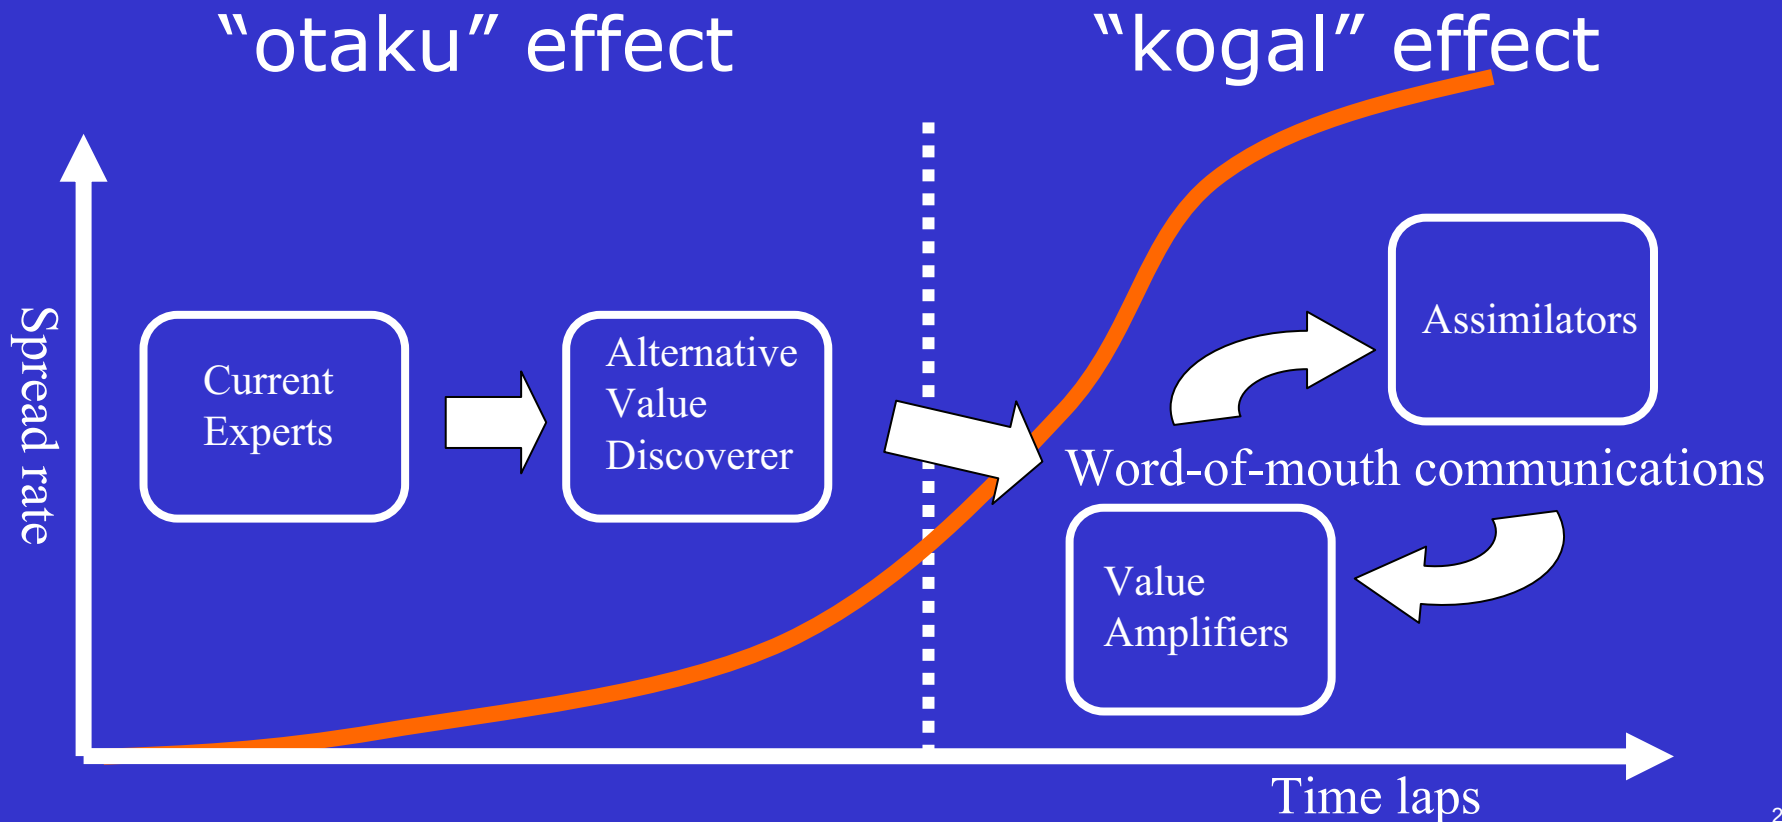 “otaku” effect
“kogal” effect
Spread rate
Current
Experts
Alternative
Value
Discoverer
Assimilators
Word-of-mouth communications
Value
Amplifiers
Time laps
2